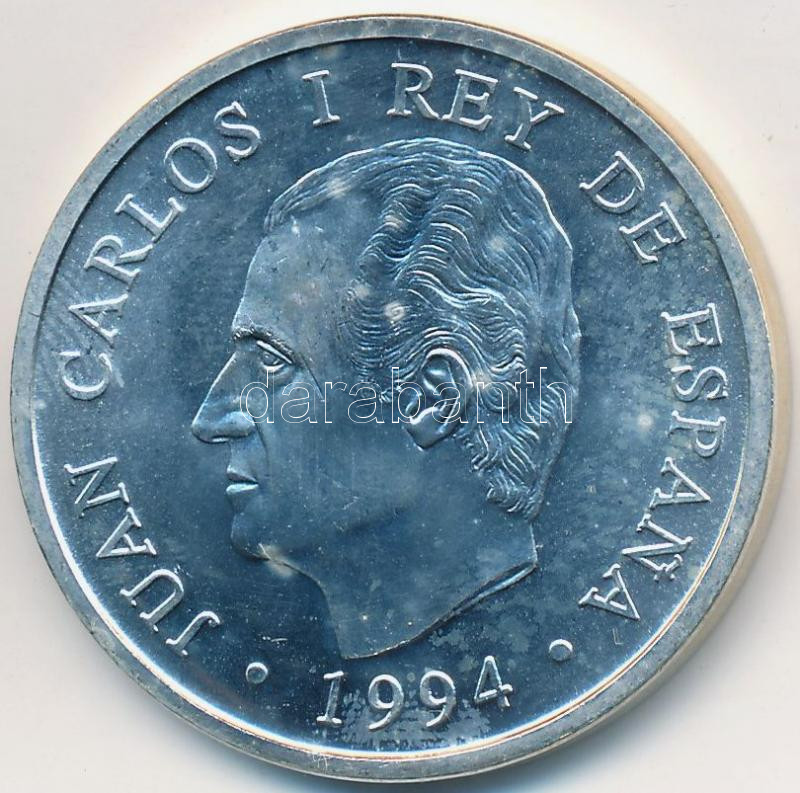 JUAN CARLOS I REY DE ESPAÑA
• 1994 •
darabanth